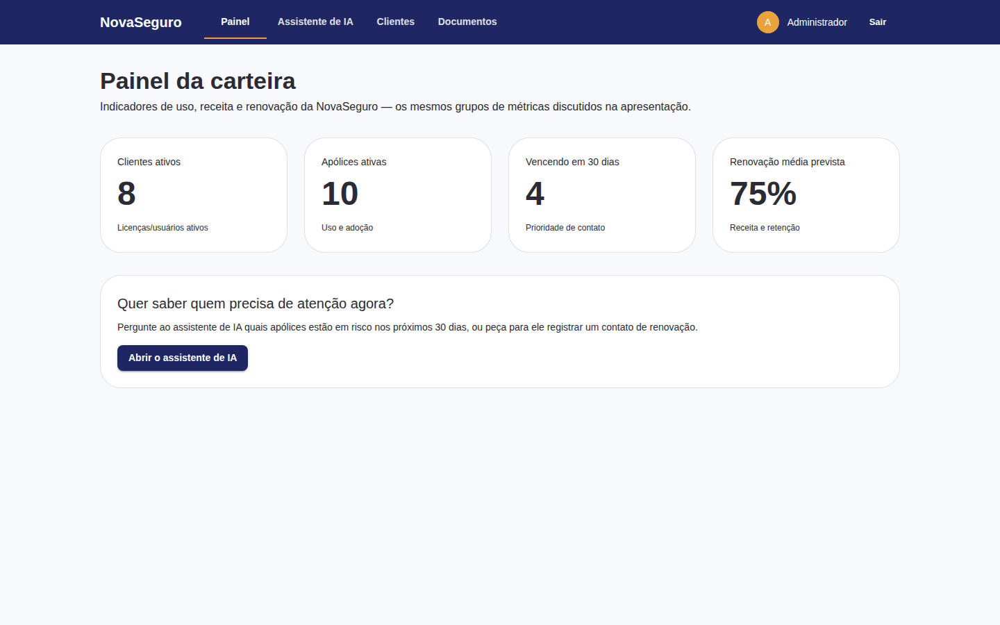 NovaSeguro
Painel
Assistente de IA
Clientes
Documentos
A
Administrador
Sair
Painel da carteira
Indicadores de uso, receita e renovação da NovaSeguro — os mesmos grupos de métricas discutidos na apresentação.
Clientes ativos
8
Licenças/usuários ativos
Apólices ativas
10
Uso e adoção
Vencendo em 30 dias
4
Prioridade de contato
Renovação média prevista
75%
Receita e retenção
Quer saber quem precisa de atenção agora?
Pergunte ao assistente de IA quais apólices estão em risco nos próximos 30 dias, ou peça para ele registrar um contato de renovação.
Abrir o assistente de IA